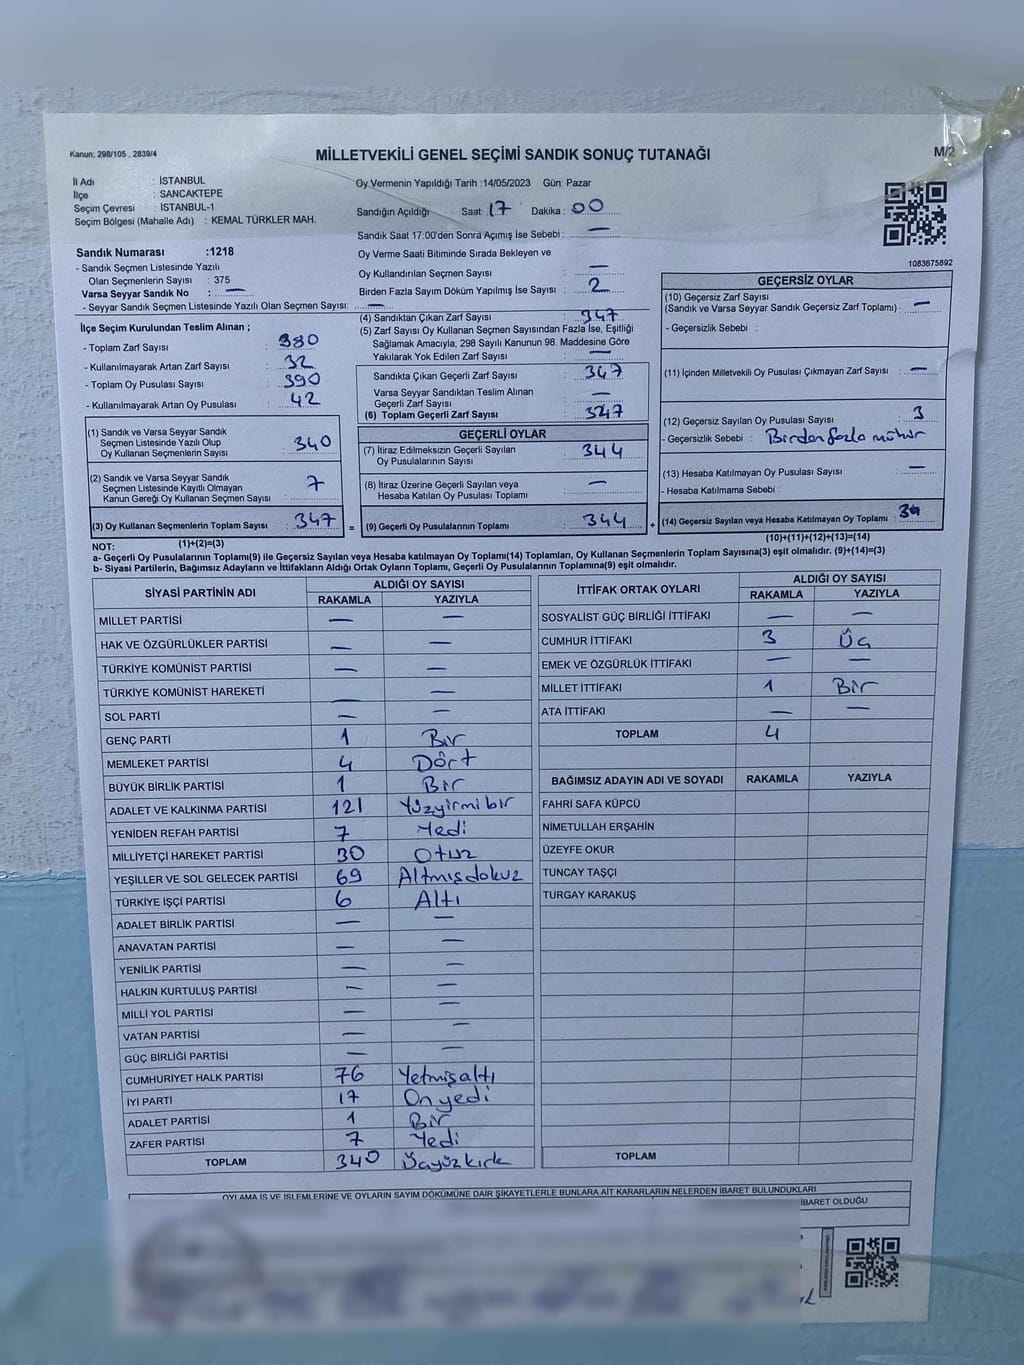 Kanun: 298/105 , 2839/4
MİLLETVEKİLİ GENEL SEÇİMİ SANDIK SONUÇ TUTANAĞI
M/2
İl Adı : İSTANBUL
İlçe : SANCAKTEPE
Seçim Çevresi : İSTANBUL-1
Seçim Bölgesi (Mahalle Adı) : KEMAL TÜRKLER MAH.
Oy Vermenin Yapıldığı Tarih :14/05/2023 Gün: Pazar
Sandığın Açıldığı Saat :17 Dakika : 00
Sandık Saat 17:00'den Sonra Açılmış İse Sebebi : —
Sandık Numarası :1218
- Sandık Seçmen Listesinde Yazılı
Olan Seçmenlerin Sayısı : 375
Varsa Seyyar Sandık No : —
- Seyyar Sandık Seçmen Listesinde Yazılı Olan Seçmen Sayısı: —
Oy Verme Saati Bitiminde Sırada Bekleyen ve
Oy Kullandırılan Seçmen Sayısı : —
Birden Fazla Sayım Döküm Yapılmış İse Sayısı : 2
1083675892
İlçe Seçim Kurulundan Teslim Alınan ;
- Toplam Zarf Sayısı : 380
- Kullanılmayarak Artan Zarf Sayısı : 32
- Toplam Oy Pusulası Sayısı : 390
- Kullanılmayarak Artan Oy Pusulası : 42
(1) Sandık ve Varsa Seyyar Sandık
Seçmen Listesinde Yazılı Olup
Oy Kullanan Seçmenlerin Sayısı : 340
(2) Sandık ve Varsa Seyyar Sandık
Seçmen Listesinde Kayıtlı Olmayan
Kanun Gereği Oy Kullanan Seçmen Sayısı : 7
(3) Oy Kullanan Seçmenlerin Toplam Sayısı : 347
(1)+(2)=(3)
(4) Sandıktan Çıkan Zarf Sayısı : 347
(5) Zarf Sayısı Oy Kullanan Seçmen Sayısından Fazla İse, Eşitliği
Sağlamak Amacıyla, 298 Sayılı Kanunun 98. Maddesine Göre
Yakılarak Yok Edilen Zarf Sayısı : —
Sandıkta Çıkan Geçerli Zarf Sayısı : 347
Varsa Seyyar Sandıktan Teslim Alınan
Geçerli Zarf Sayısı : —
(6) Toplam Geçerli Zarf Sayısı : 347
GEÇERLİ OYLAR
(7) İtiraz Edilmeksizin Geçerli Sayılan
Oy Pusulalarının Sayısı : 344
(8) İtiraz Üzerine Geçerli Sayılan veya
Hesaba Katılan Oy Pusulası Toplamı : —
= (9) Geçerli Oy Pusulalarının Toplamı : 344
GEÇERSİZ OYLAR
(10) Geçersiz Zarf Sayısı
(Sandık ve Varsa Seyyar Sandık Geçersiz Zarf Toplamı) : —
- Geçersizlik Sebebi :
(11) İçinden Milletvekili Oy Pusulası Çıkmayan Zarf Sayısı : —
(12) Geçersiz Sayılan Oy Pusulası Sayısı : 3
- Geçersizlik Sebebi : Birden fazla mühür
(13) Hesaba Katılmayan Oy Pusulası Sayısı : —
- Hesaba Katılmama Sebebi :
+ (14) Geçersiz Sayılan veya Hesaba Katılmayan Oy Toplamı :
(10)+(11)+(12)+(13)=(14)
NOT:
a- Geçerli Oy Pusulalarının Toplamı(9) ile Geçersiz Sayılan veya Hesaba katılmayan Oy Toplamı(14) Toplamları, Oy Kullanan Seçmenlerin Toplam Sayısına(3) eşit olmalıdır. (9)+(14)=(3)
b- Siyasi Partilerin, Bağımsız Adayların ve İttifakların Aldığı Ortak Oyların Toplamı, Geçerli Oy Pusulalarının Toplamına(9) eşit olmalıdır.
SİYASİ PARTİNİN ADI ALDIĞI OY SAYISI
RAKAMLA YAZIYLA
MİLLET PARTİSİ — —
HAK VE ÖZGÜRLÜKLER PARTİSİ — —
TÜRKİYE KOMÜNİST PARTİSİ — —
TÜRKİYE KOMÜNİST HAREKETİ — —
SOL PARTİ — —
GENÇ PARTİ 1 Bir
MEMLEKET PARTİSİ 4 Dört
BÜYÜK BİRLİK PARTİSİ 1 Bir
ADALET VE KALKINMA PARTİSİ 121 Yüzyirmibir
YENİDEN REFAH PARTİSİ 7 Yedi
MİLLİYETÇİ HAREKET PARTİSİ 30 Otuz
YEŞİLLER VE SOL GELECEK PARTİSİ 69 Altmışdokuz
TÜRKİYE İŞÇİ PARTİSİ 6 Altı
ADALET BİRLİK PARTİSİ — —
ANAVATAN PARTİSİ — —
YENİLİK PARTİSİ — —
HALKIN KURTULUŞ PARTİSİ — —
MİLLİ YOL PARTİSİ — —
VATAN PARTİSİ — —
GÜÇ BİRLİĞİ PARTİSİ — —
CUMHURİYET HALK PARTİSİ 76 Yetmişaltı
İYİ PARTİ 17 Onyedi
ADALET PARTİSİ 1 Bir
ZAFER PARTİSİ 7 Yedi
TOPLAM 340 Üçyüzkırk
İTTİFAK ORTAK OYLARI ALDIĞI OY SAYISI
RAKAMLA YAZIYLA
SOSYALİST GÜÇ BİRLİĞİ İTTİFAKI — —
CUMHUR İTTİFAKI 3 Üç
EMEK VE ÖZGÜRLÜK İTTİFAKI — —
MİLLET İTTİFAKI 1 Bir
ATA İTTİFAKI — —
TOPLAM 4
BAĞIMSIZ ADAYIN ADI VE SOYADI RAKAMLA YAZIYLA
FAHRİ SAFA KÜPCÜ
NİMETULLAH ERŞAHİN
ÜZEYFE OKUR
TUNCAY TAŞÇI
TURGAY KARAKUŞ
TOPLAM
OYLAMA İŞ VE İŞLEMLERİNE VE OYLARIN SAYIM DÖKÜMÜNE DAİR ŞİKAYETLERLE BUNLARA AİT KARARLARIN NELERDEN İBARET BULUNDUKLARI
İBARET OLDUĞU